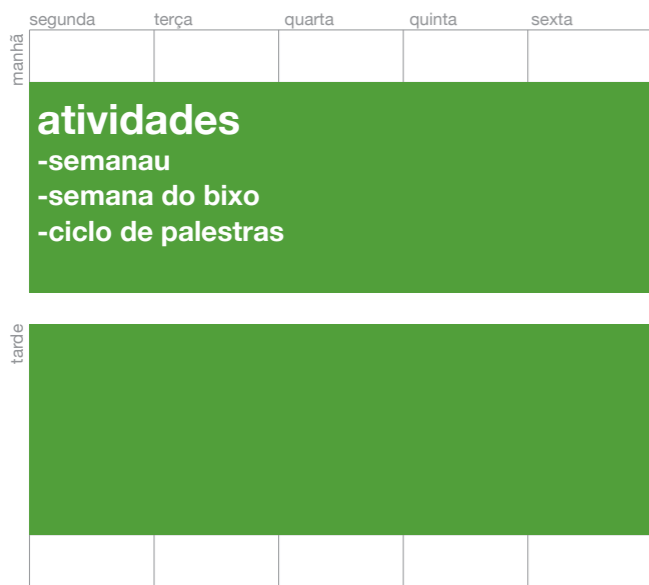 segunda terça quarta quinta sexta
manhã
atividades
-semanau
-semana do bixo
-ciclo de palestras
tarde